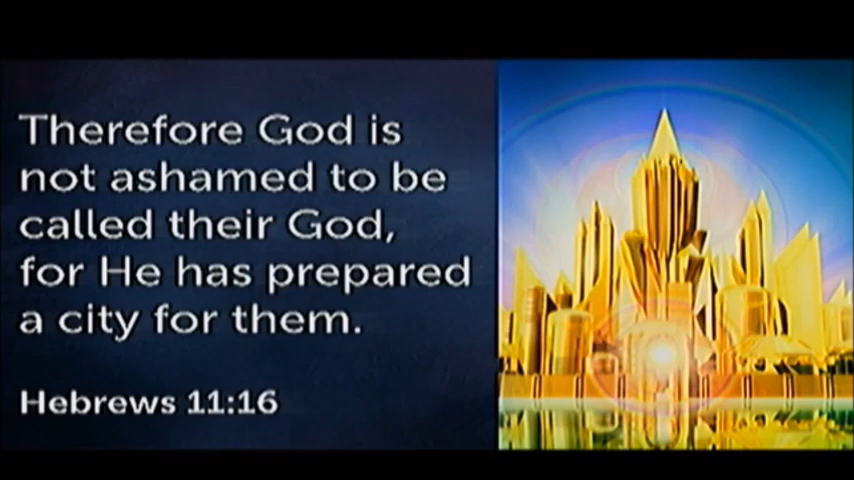 Therefore God is
not ashamed to be
called their God,
for He has prepared
a city for them.
Hebrews 11:16